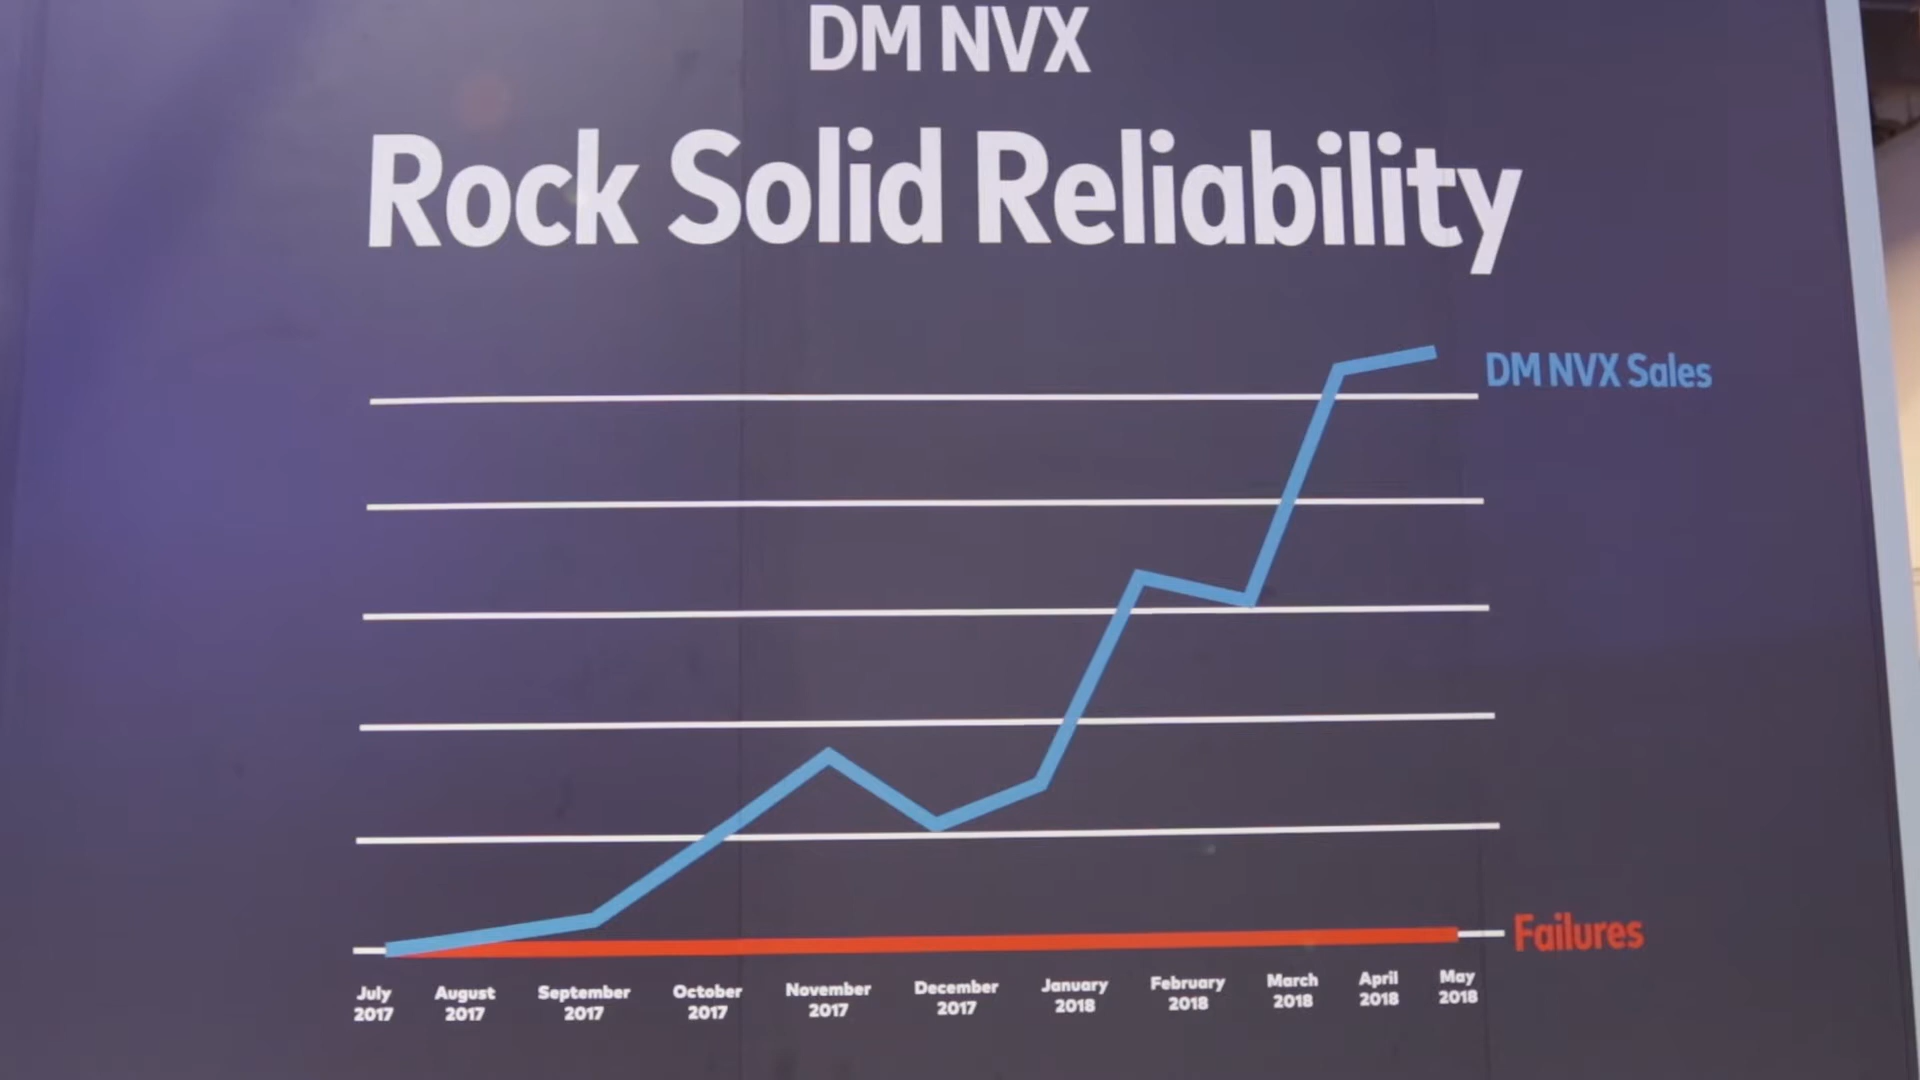 DM NVX
Rock Solid Reliability
DM NVX Sales
Failures
July 2017
August 2017
September 2017
October 2017
November 2017
December 2017
January 2018
February 2018
March 2018
April 2018
May 2018